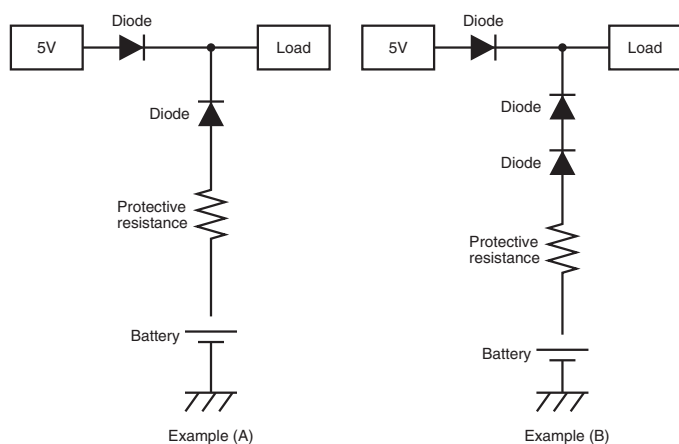 Diode
5V
Load
Diode
Protective
resistance
Battery
Example (A)
Diode
5V
Load
Diode
Diode
Protective
resistance
Battery
Example (B)